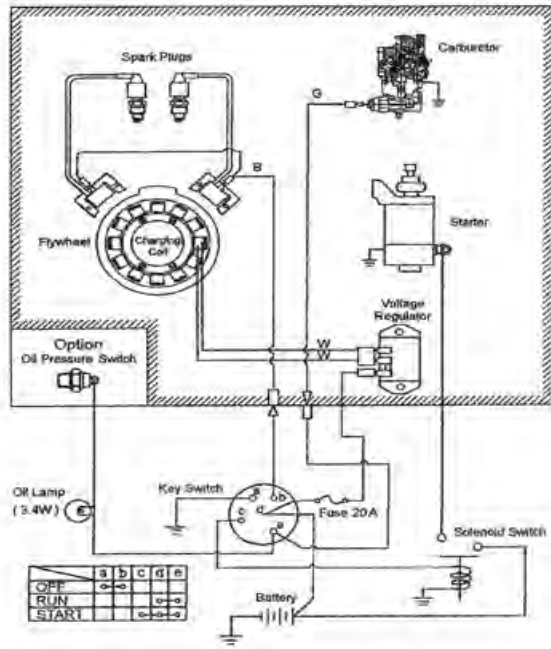 Spark Plugs
Carburetor
G
B
Flywheel
Charging
Coil
Starter
Voltage
Regulator
W
W
Option
Oil Pressure Switch
Oil Lamp
( 3.4W )
Key Switch
Fuse 20A
Solenoid Switch
Battery
a b c d e
OFF
RUN
START